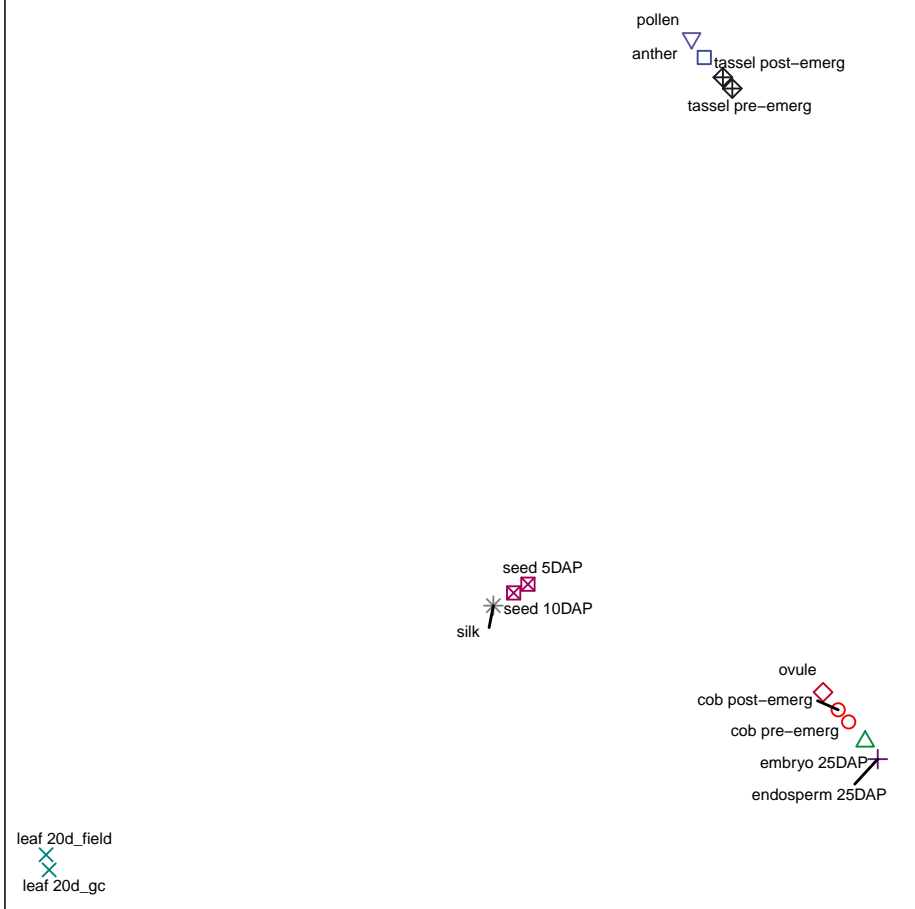 pollen
anther
tassel post−emerg
tassel pre−emerg
seed 5DAP
seed 10DAP
silk
ovule
cob post−emerg
cob pre−emerg
embryo 25DAP
endosperm 25DAP
leaf 20d_field
leaf 20d_gc